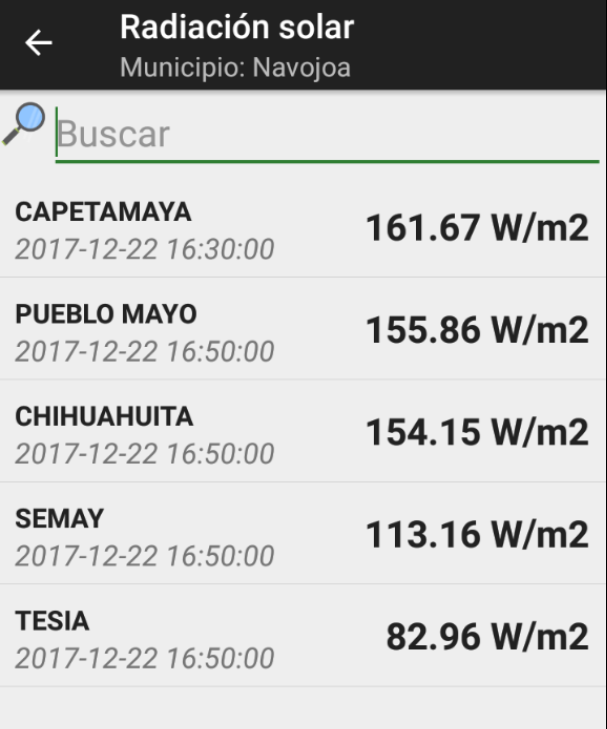 Radiación solar
Municipio: Navojoa
Buscar
CAPETAMAYA
2017-12-22 16:30:00
161.67 W/m2
PUEBLO MAYO
2017-12-22 16:50:00
155.86 W/m2
CHIHUAHUITA
2017-12-22 16:50:00
154.15 W/m2
SEMAY
2017-12-22 16:50:00
113.16 W/m2
TESIA
2017-12-22 16:50:00
82.96 W/m2